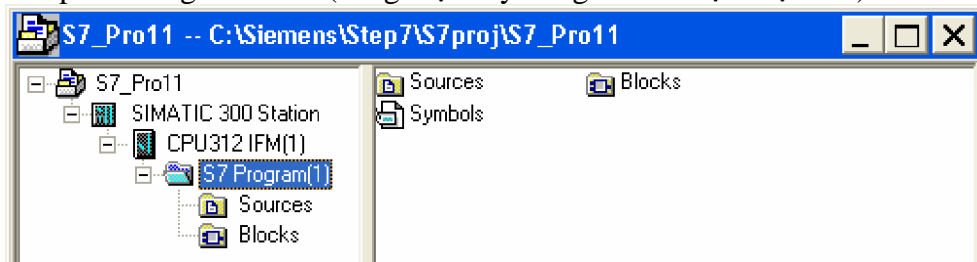 S7_Pro11 -- C:\Siemens\Step7\S7proj\S7_Pro11
S7_Pro11
SIMATIC 300 Station
CPU312 IFM(1)
S7 Program(1)
Sources
Blocks
Sources
Blocks
Symbols